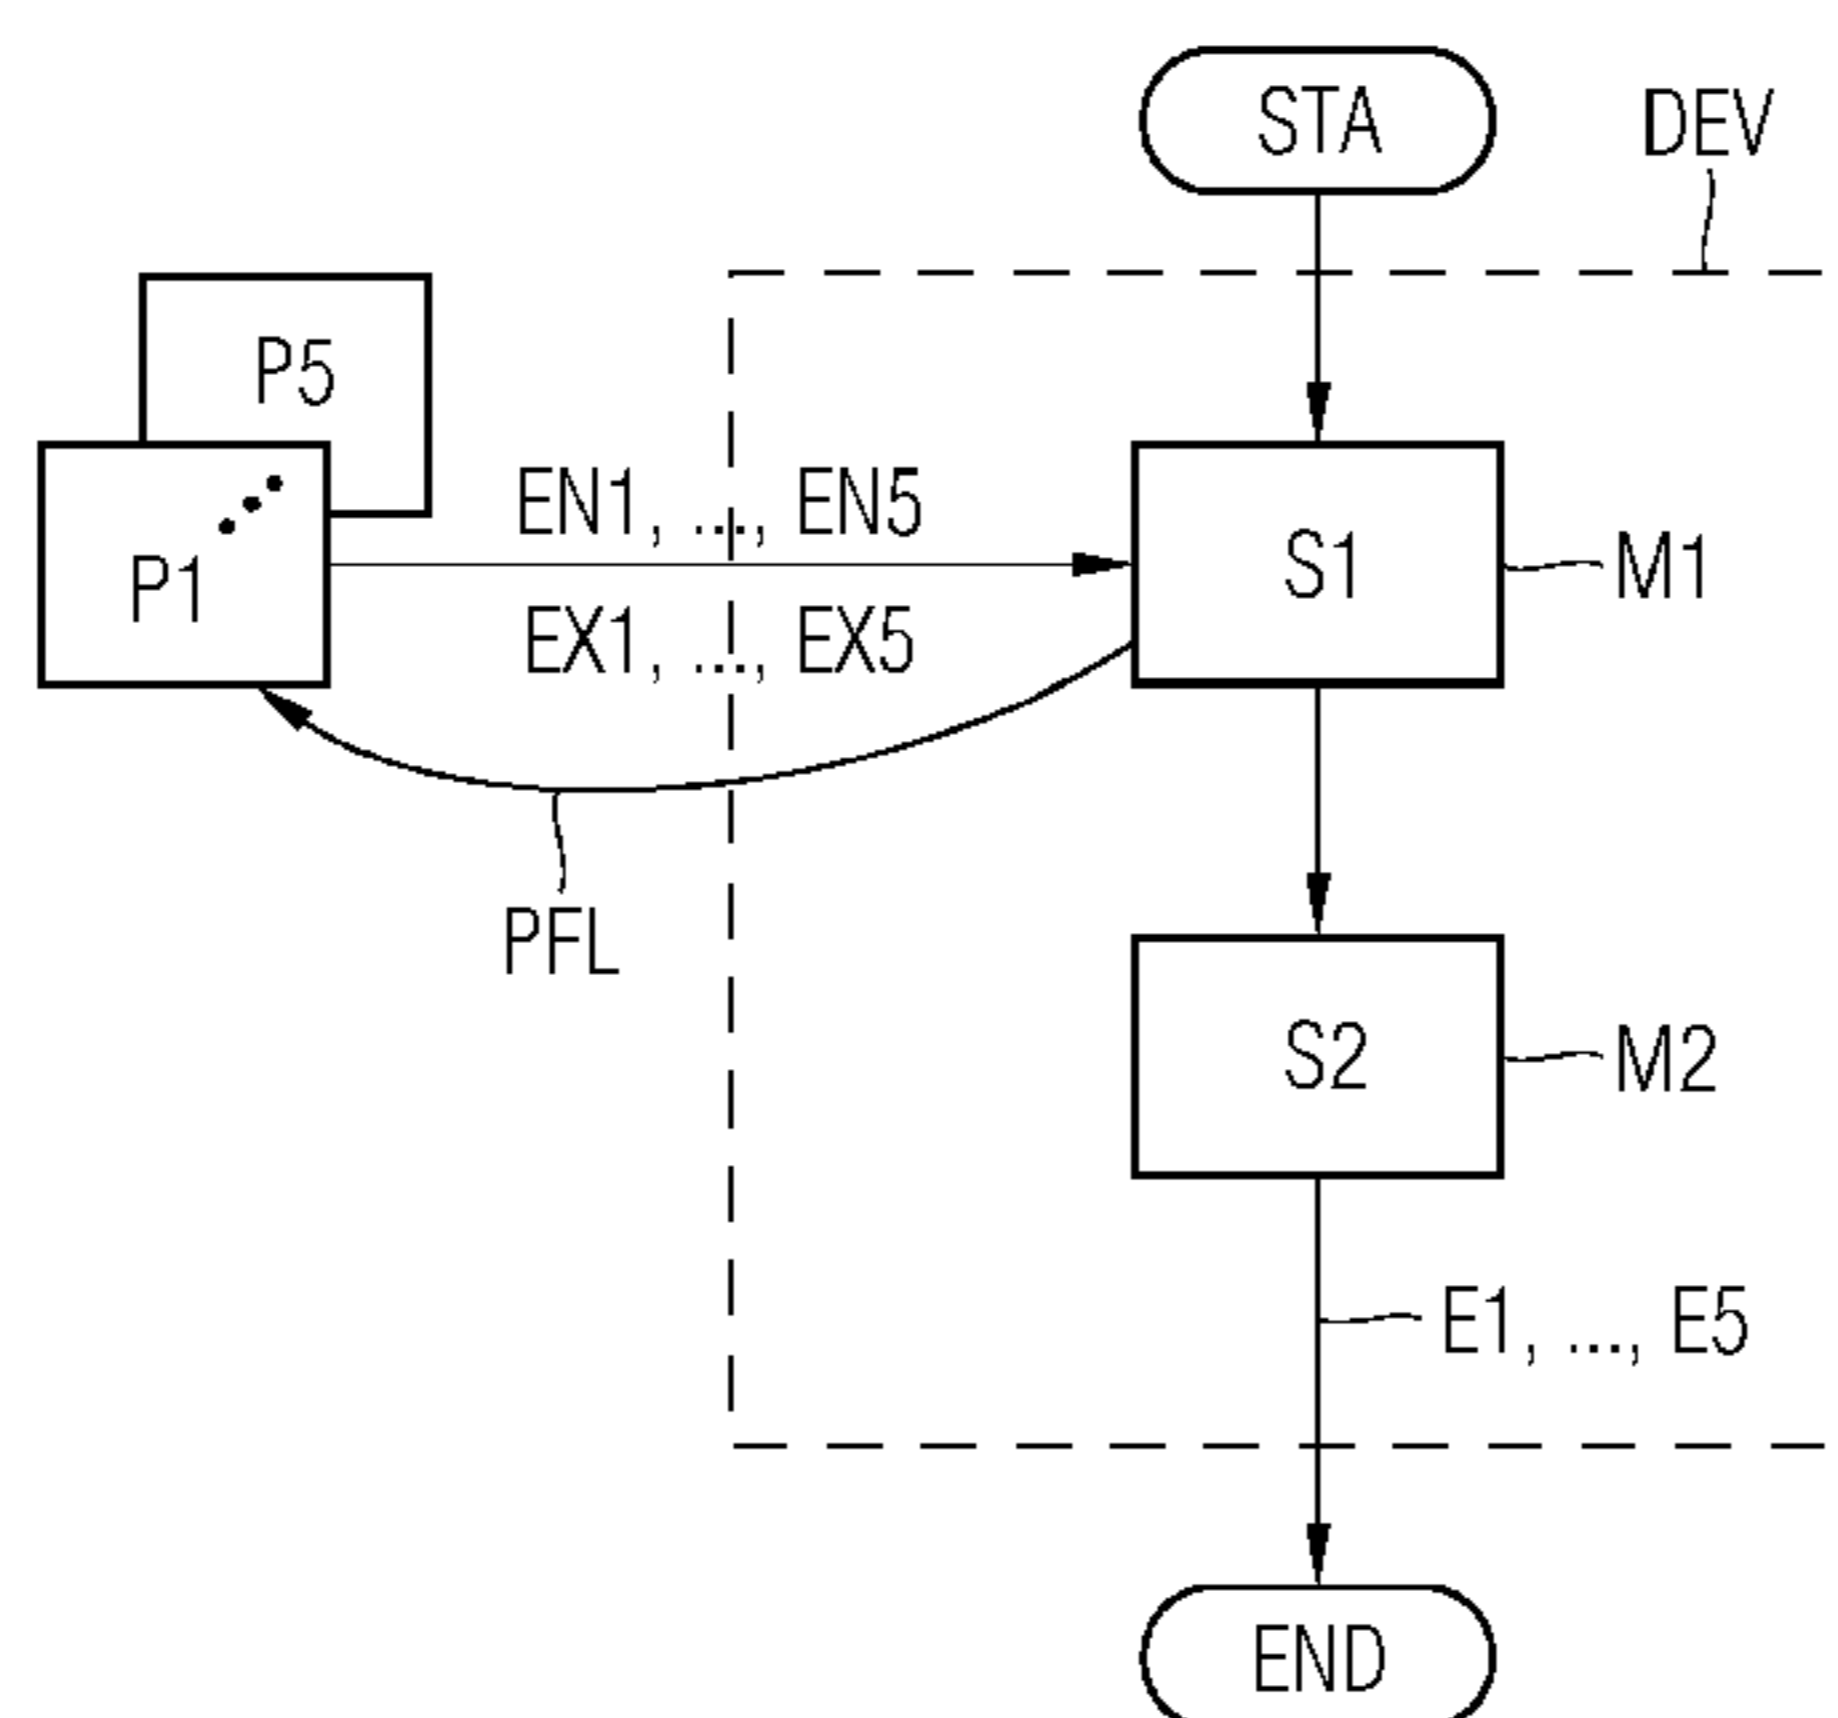 STA
DEV
P5
EN1, ..., EN5
S1
M1
P1
EX1, ..., EX5
PFL
S2
M2
E1, ..., E5
END